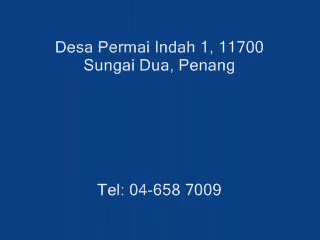 Desa Permai Indah 1, 11700
Sungai Dua, Penang
Tel: 04-658 7009